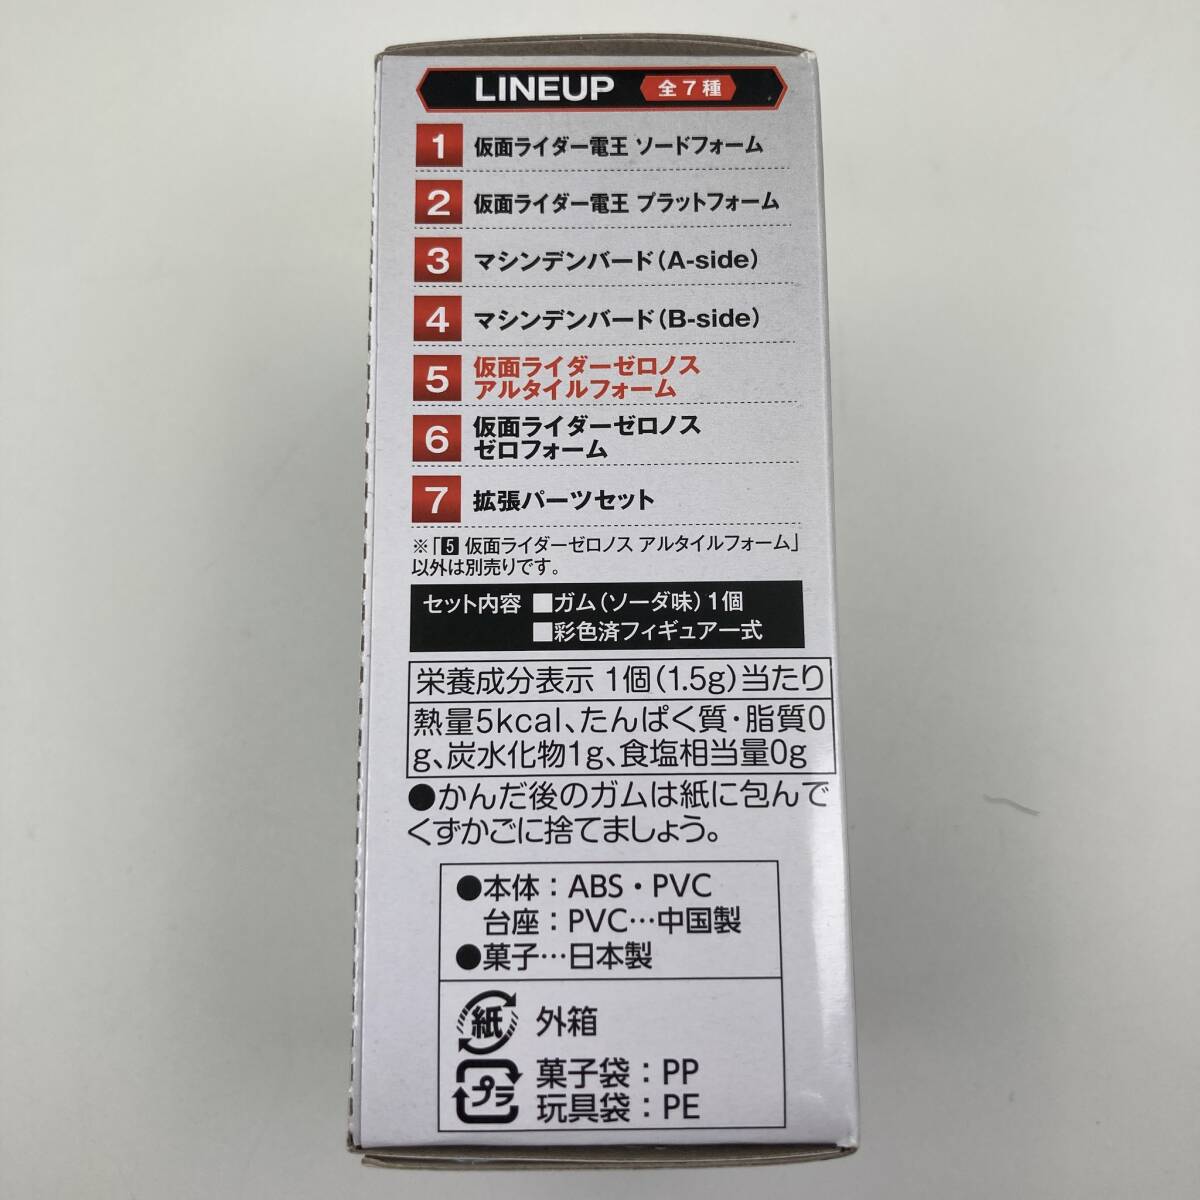 LINEUP 全7種
1 仮面ライダー電王 ソードフォーム
2 仮面ライダー電王 プラットフォーム
3 マシンデンバード(A-side)
4 マシンデンバード(B-side)
5 仮面ライダーゼロノス
アルタイルフォーム
6 仮面ライダーゼロノス
ゼロフォーム
7 拡張パーツセット
※「5 仮面ライダーゼロノス アルタイルフォーム」
以外は別売りです。
セット内容 ■ガム(ソーダ味)1個
■彩色済フィギュア一式
栄養成分表示 1個(1.5g)当たり
熱量5kcal、たんぱく質・脂質0
g、炭水化物1g、食塩相当量0g
●かんだ後のガムは紙に包んで
くずかごに捨てましょう。
●本体:ABS・PVC
台座:PVC…中国製
●菓子…日本製
紙 外箱
プラ 菓子袋:PP
玩具袋:PE